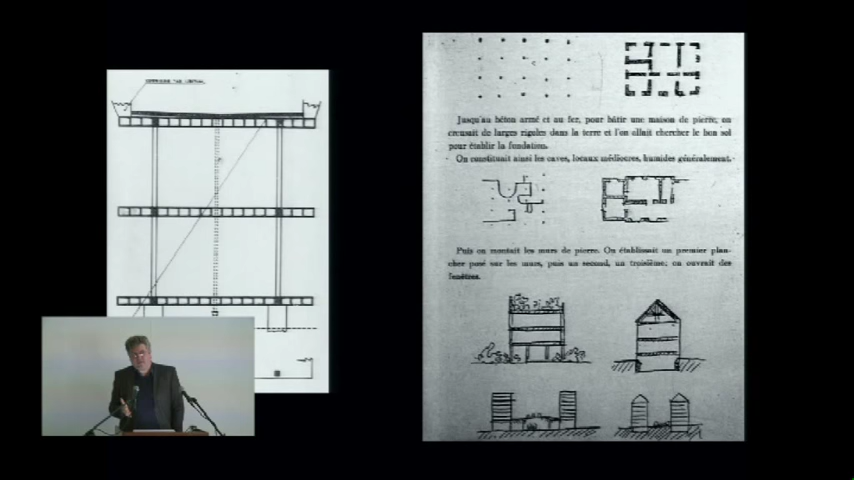 Jusqu'au béton armé et au fer, pour bâtir une maison de pierre, on
creusait de larges rigoles dans la terre et l'on allait chercher le bon sol
pour établir la fondation.
On constituait ainsi les caves, locaux médiocres, humides généralement.
Puis on montait les murs de pierre. On établissait un premier plan-
cher posé sur les murs, puis un second, un troisième; on ouvrait des
fenêtres.